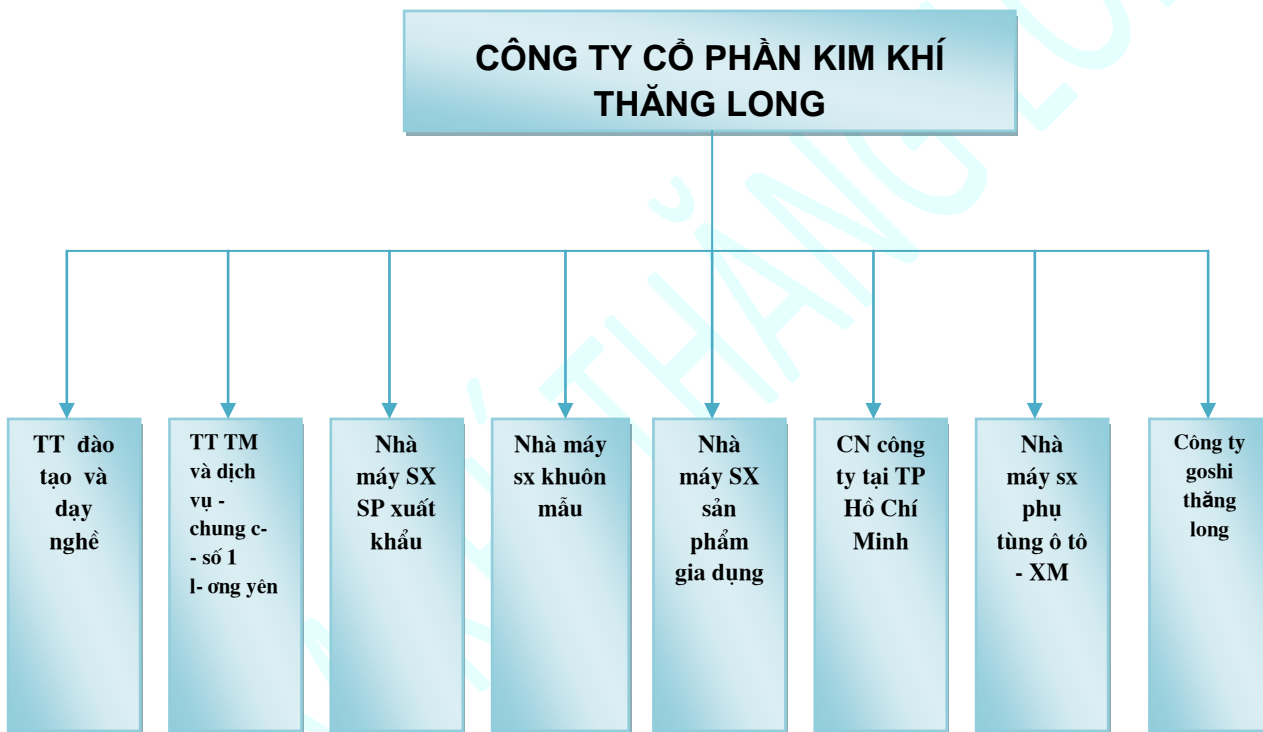 CÔNG TY CỔ PHẦN KIM KHÍ
THĂNG LONG
TT đào
tạo và
dạy
nghề
TT TM
và dịch
vụ -
chung c-
- số 1
l- ơng yên
Nhà
máy SX
SP xuất
khẩu
Nhà máy
sx khuôn
mẫu
Nhà
máy SX
sản
phẩm
gia dụng
CN công
ty tại TP
Hồ Chí
Minh
Nhà
máy sx
phụ
tùng ô tô
- XM
Công ty
goshi
thăng
long